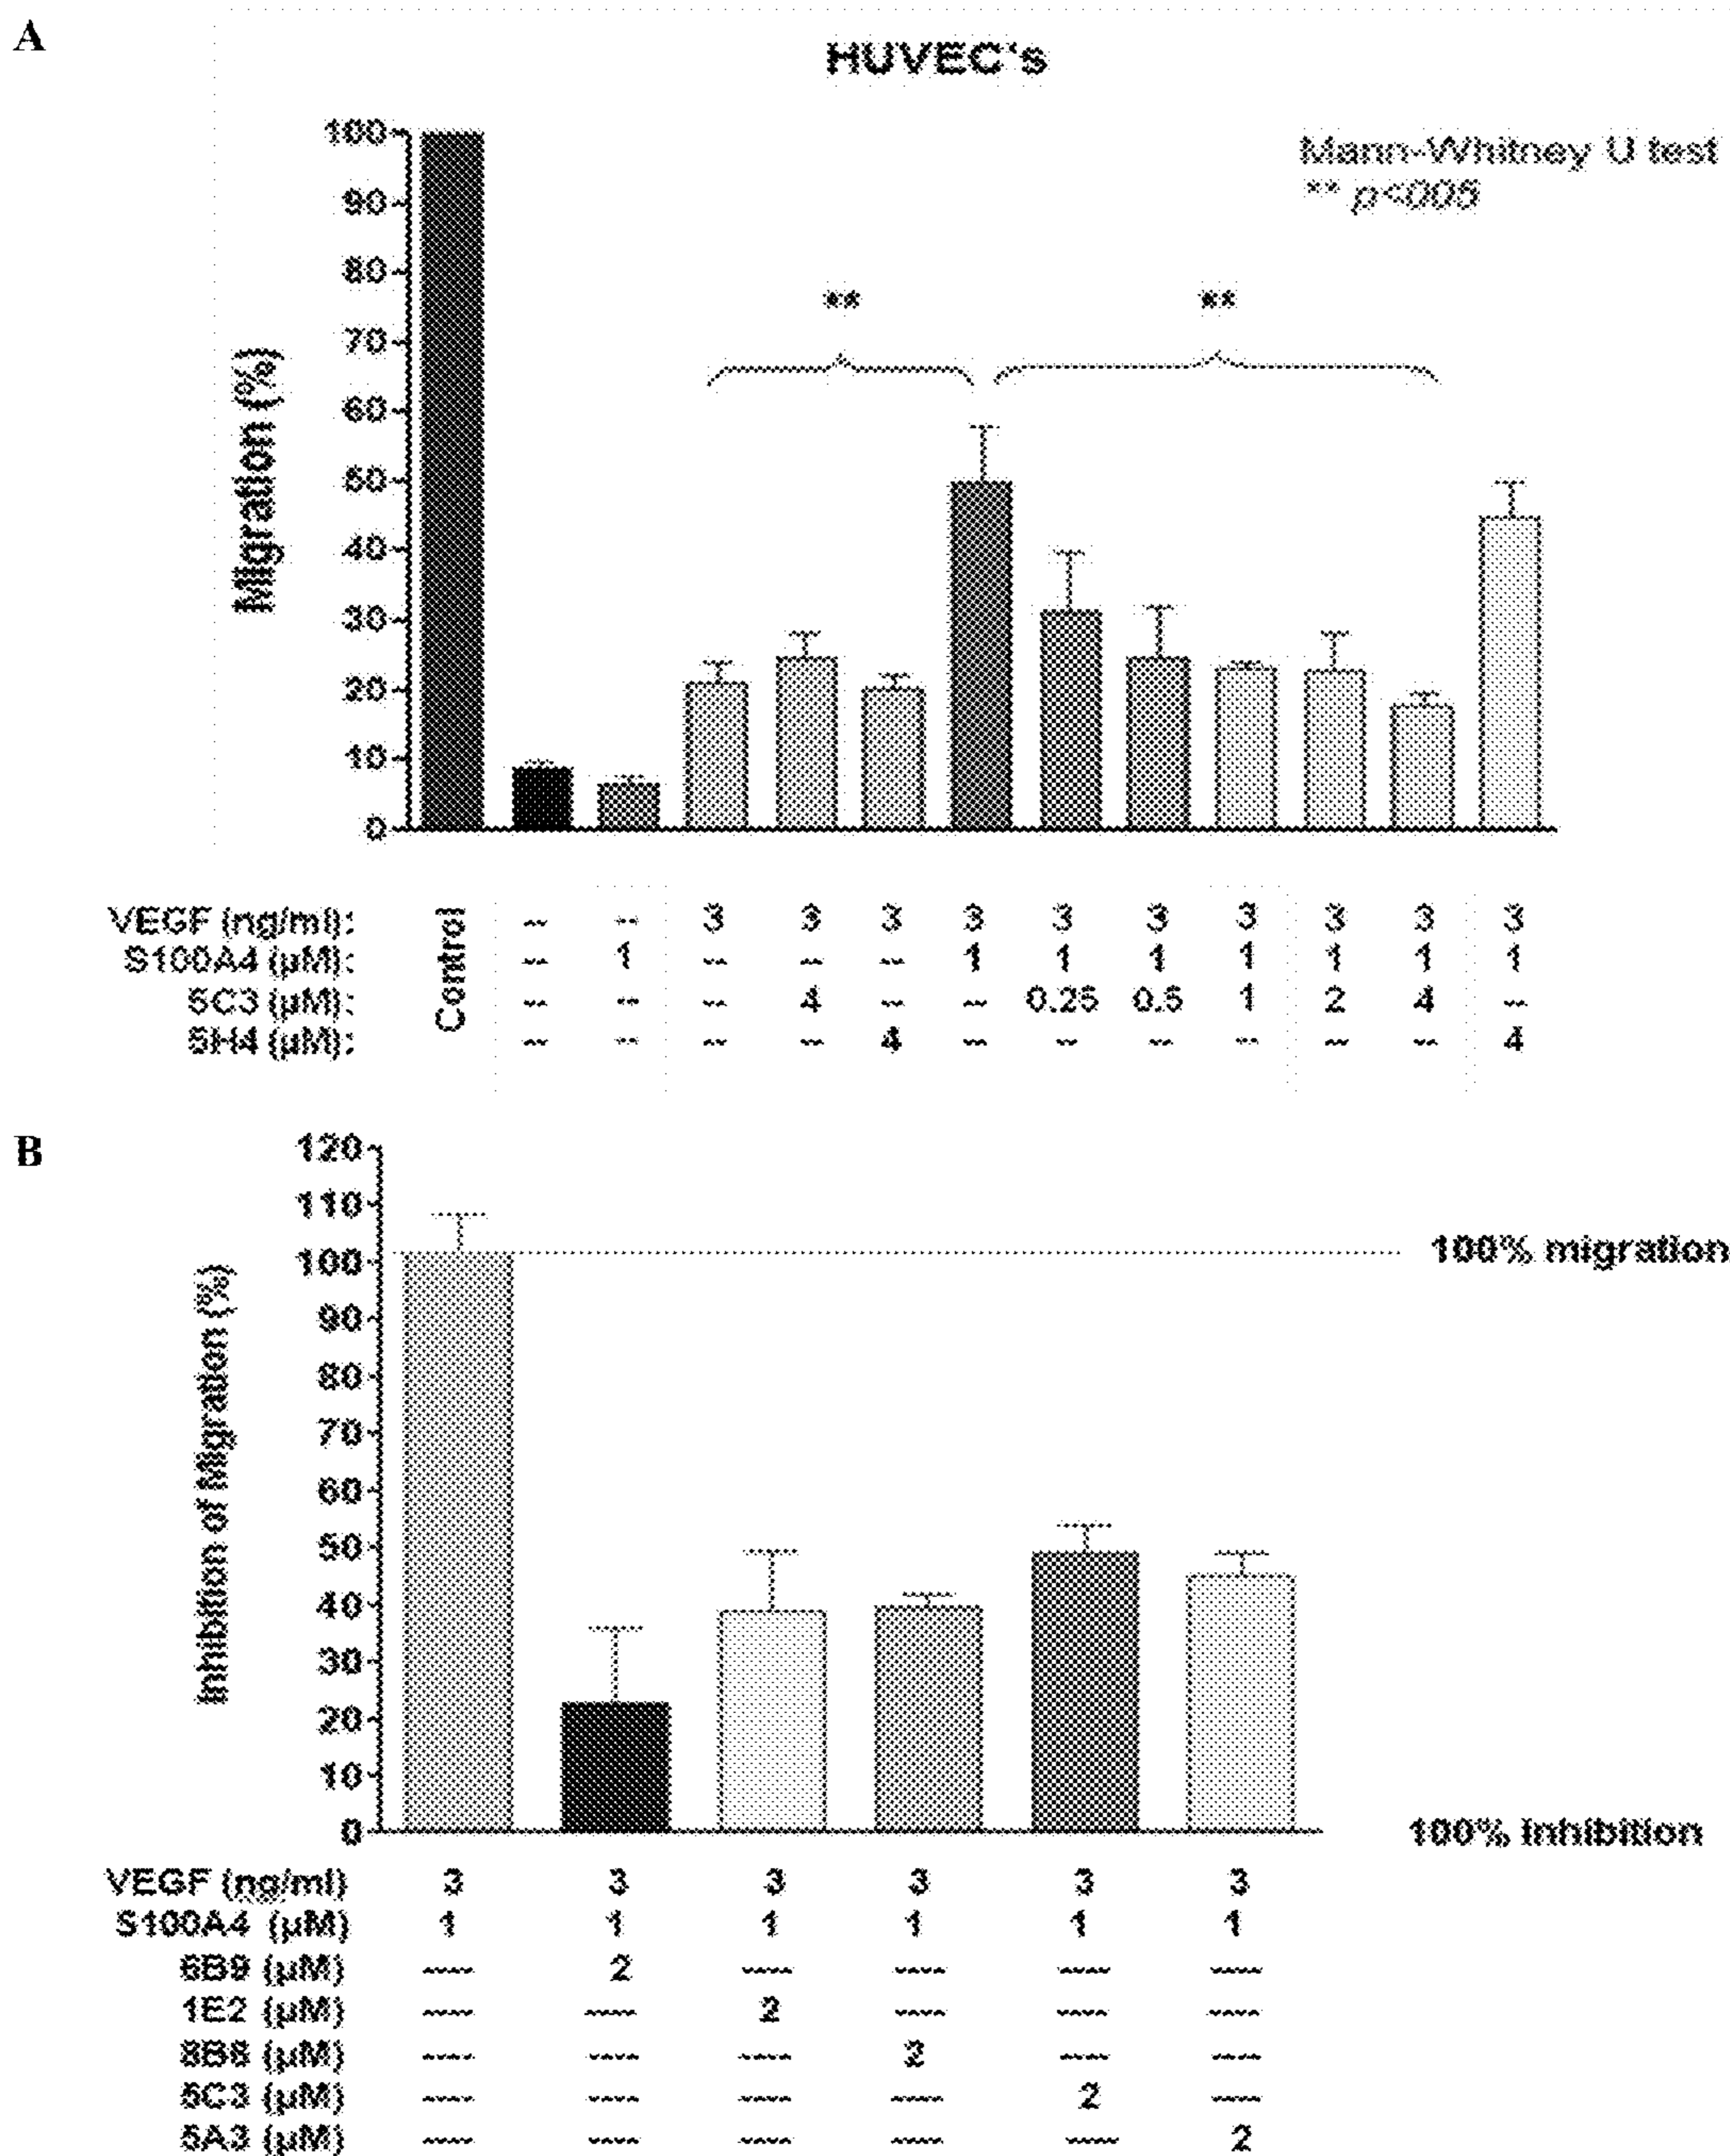 A
HUVEC's
Mann-Whitney U test
** p<005
100
90
80
70
60
50
40
30
20
10
0
Migration (%)
** **
VEGF (ng/ml): Control -- -- 3 3 3 3 3 3 3 3 3 3
S100A4 (µM): -- 1 -- -- -- 1 1 1 1 1 1 1
5C3 (µM): -- -- -- 4 -- -- 0.25 0.5 1 2 4 --
5H4 (µM): -- -- -- -- 4 -- -- -- -- -- -- 4
B
120
110
100
90
80
70
60
50
40
30
20
10
0
Inhibition of Migration (%)
100% migration
100% Inhibition
VEGF (ng/ml) 3 3 3 3 3 3
S100A4 (µM) 1 1 1 1 1 1
6B9 (µM) ---- 2 ---- ---- ---- ----
1E2 (µM) ---- ---- 2 ---- ---- ----
8B8 (µM) ---- ---- ---- 2 ---- ----
5C3 (µM) ---- ---- ---- ---- 2 ----
5A3 (µM) ---- ---- ---- ---- ---- 2